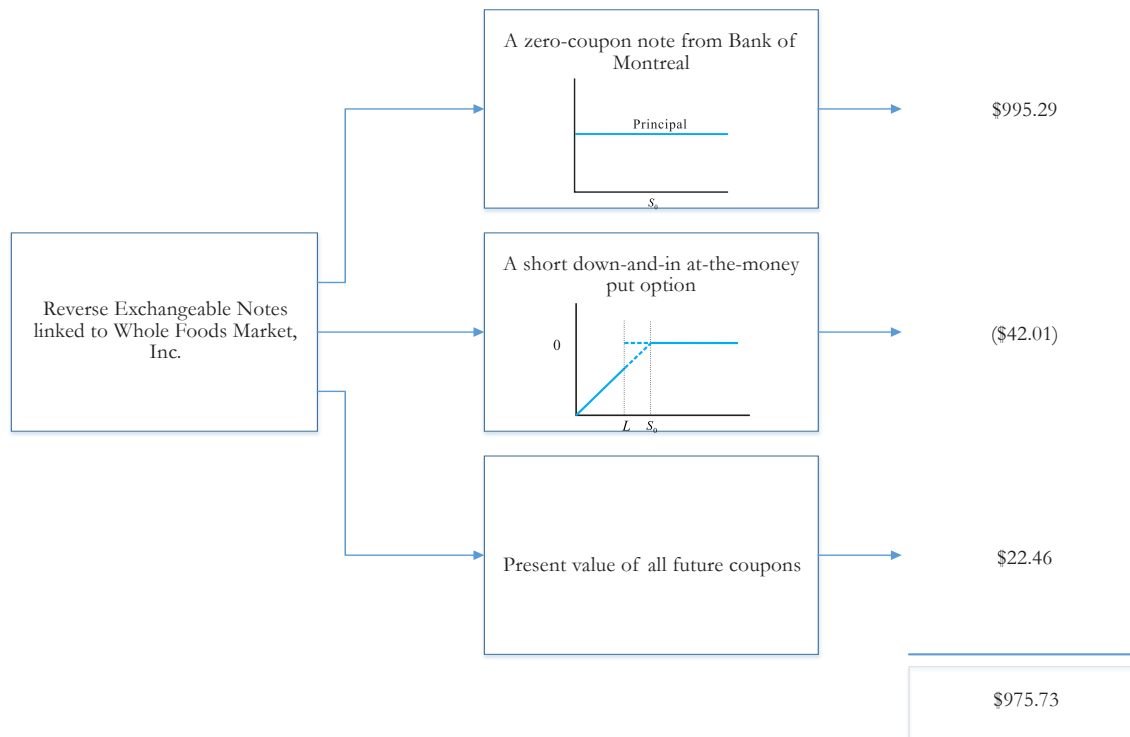 A zero-coupon note from Bank of
Montreal
Principal
S₀
$995.29
Reverse Exchangeable Notes
linked to Whole Foods Market,
Inc.
A short down-and-in at-the-money
put option
0
L S₀
($42.01)
Present value of all future coupons
$22.46
$975.73